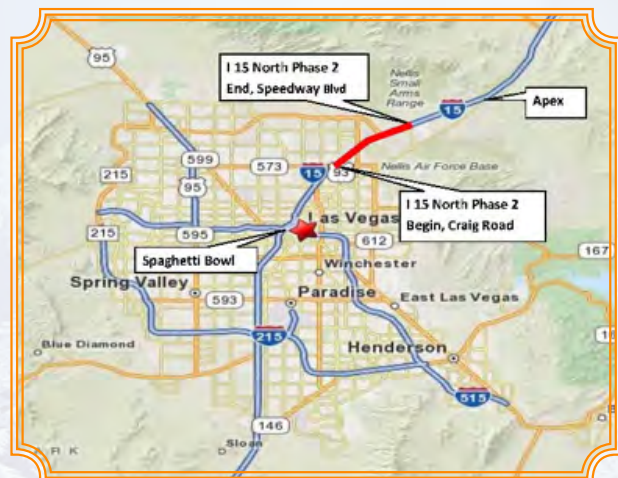 95
I 15 North Phase 2
End, Speedway Blvd
Nellis
Small
Arms
Range
15
Apex
215
599
95
573
15
93
Nellis Air Force Base
I 15 North Phase 2
Begin, Craig Road
Las Vegas
215
595
612
Spaghetti Bowl
Winchester
167
Spring Valley
593
Paradise
East Las Vegas
215
Blue Diamond
Henderson
515
146
Sloan
A R K